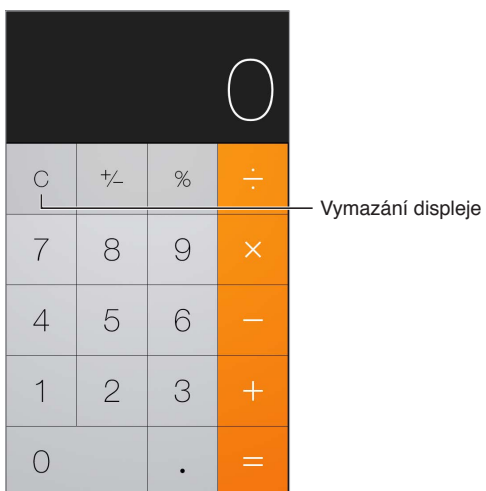 0
C +/− % ÷
Vymazání displeje
7 8 9 ×
4 5 6 −
1 2 3 +
0 . =